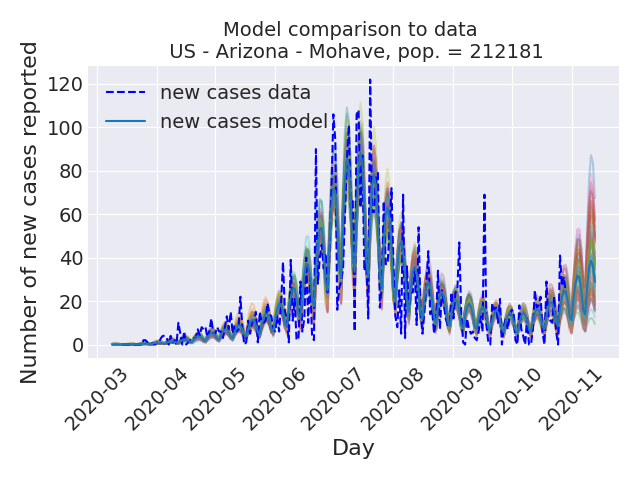 Model comparison to data
US - Arizona - Mohave, pop. = 212181
Number of new cases reported
120
100
80
60
40
20
0
new cases data
new cases model
2020-03
2020-04
2020-05
2020-06
2020-07
2020-08
2020-09
2020-10
2020-11
Day